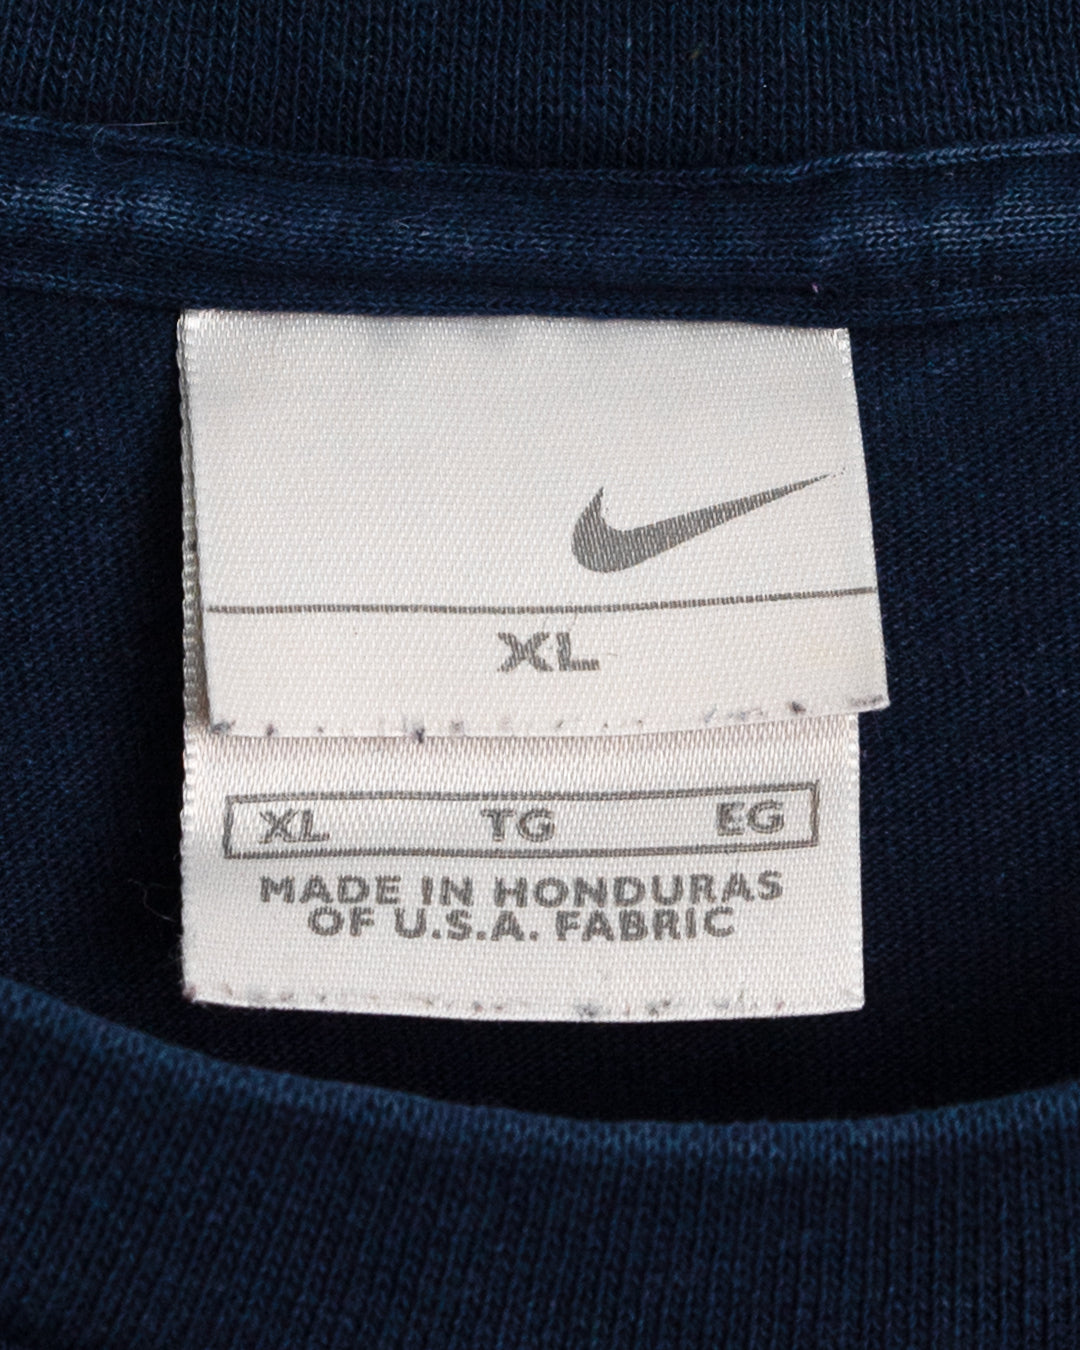 XL
XL TG EG
MADE IN HONDURAS
OF U.S.A. FABRIC